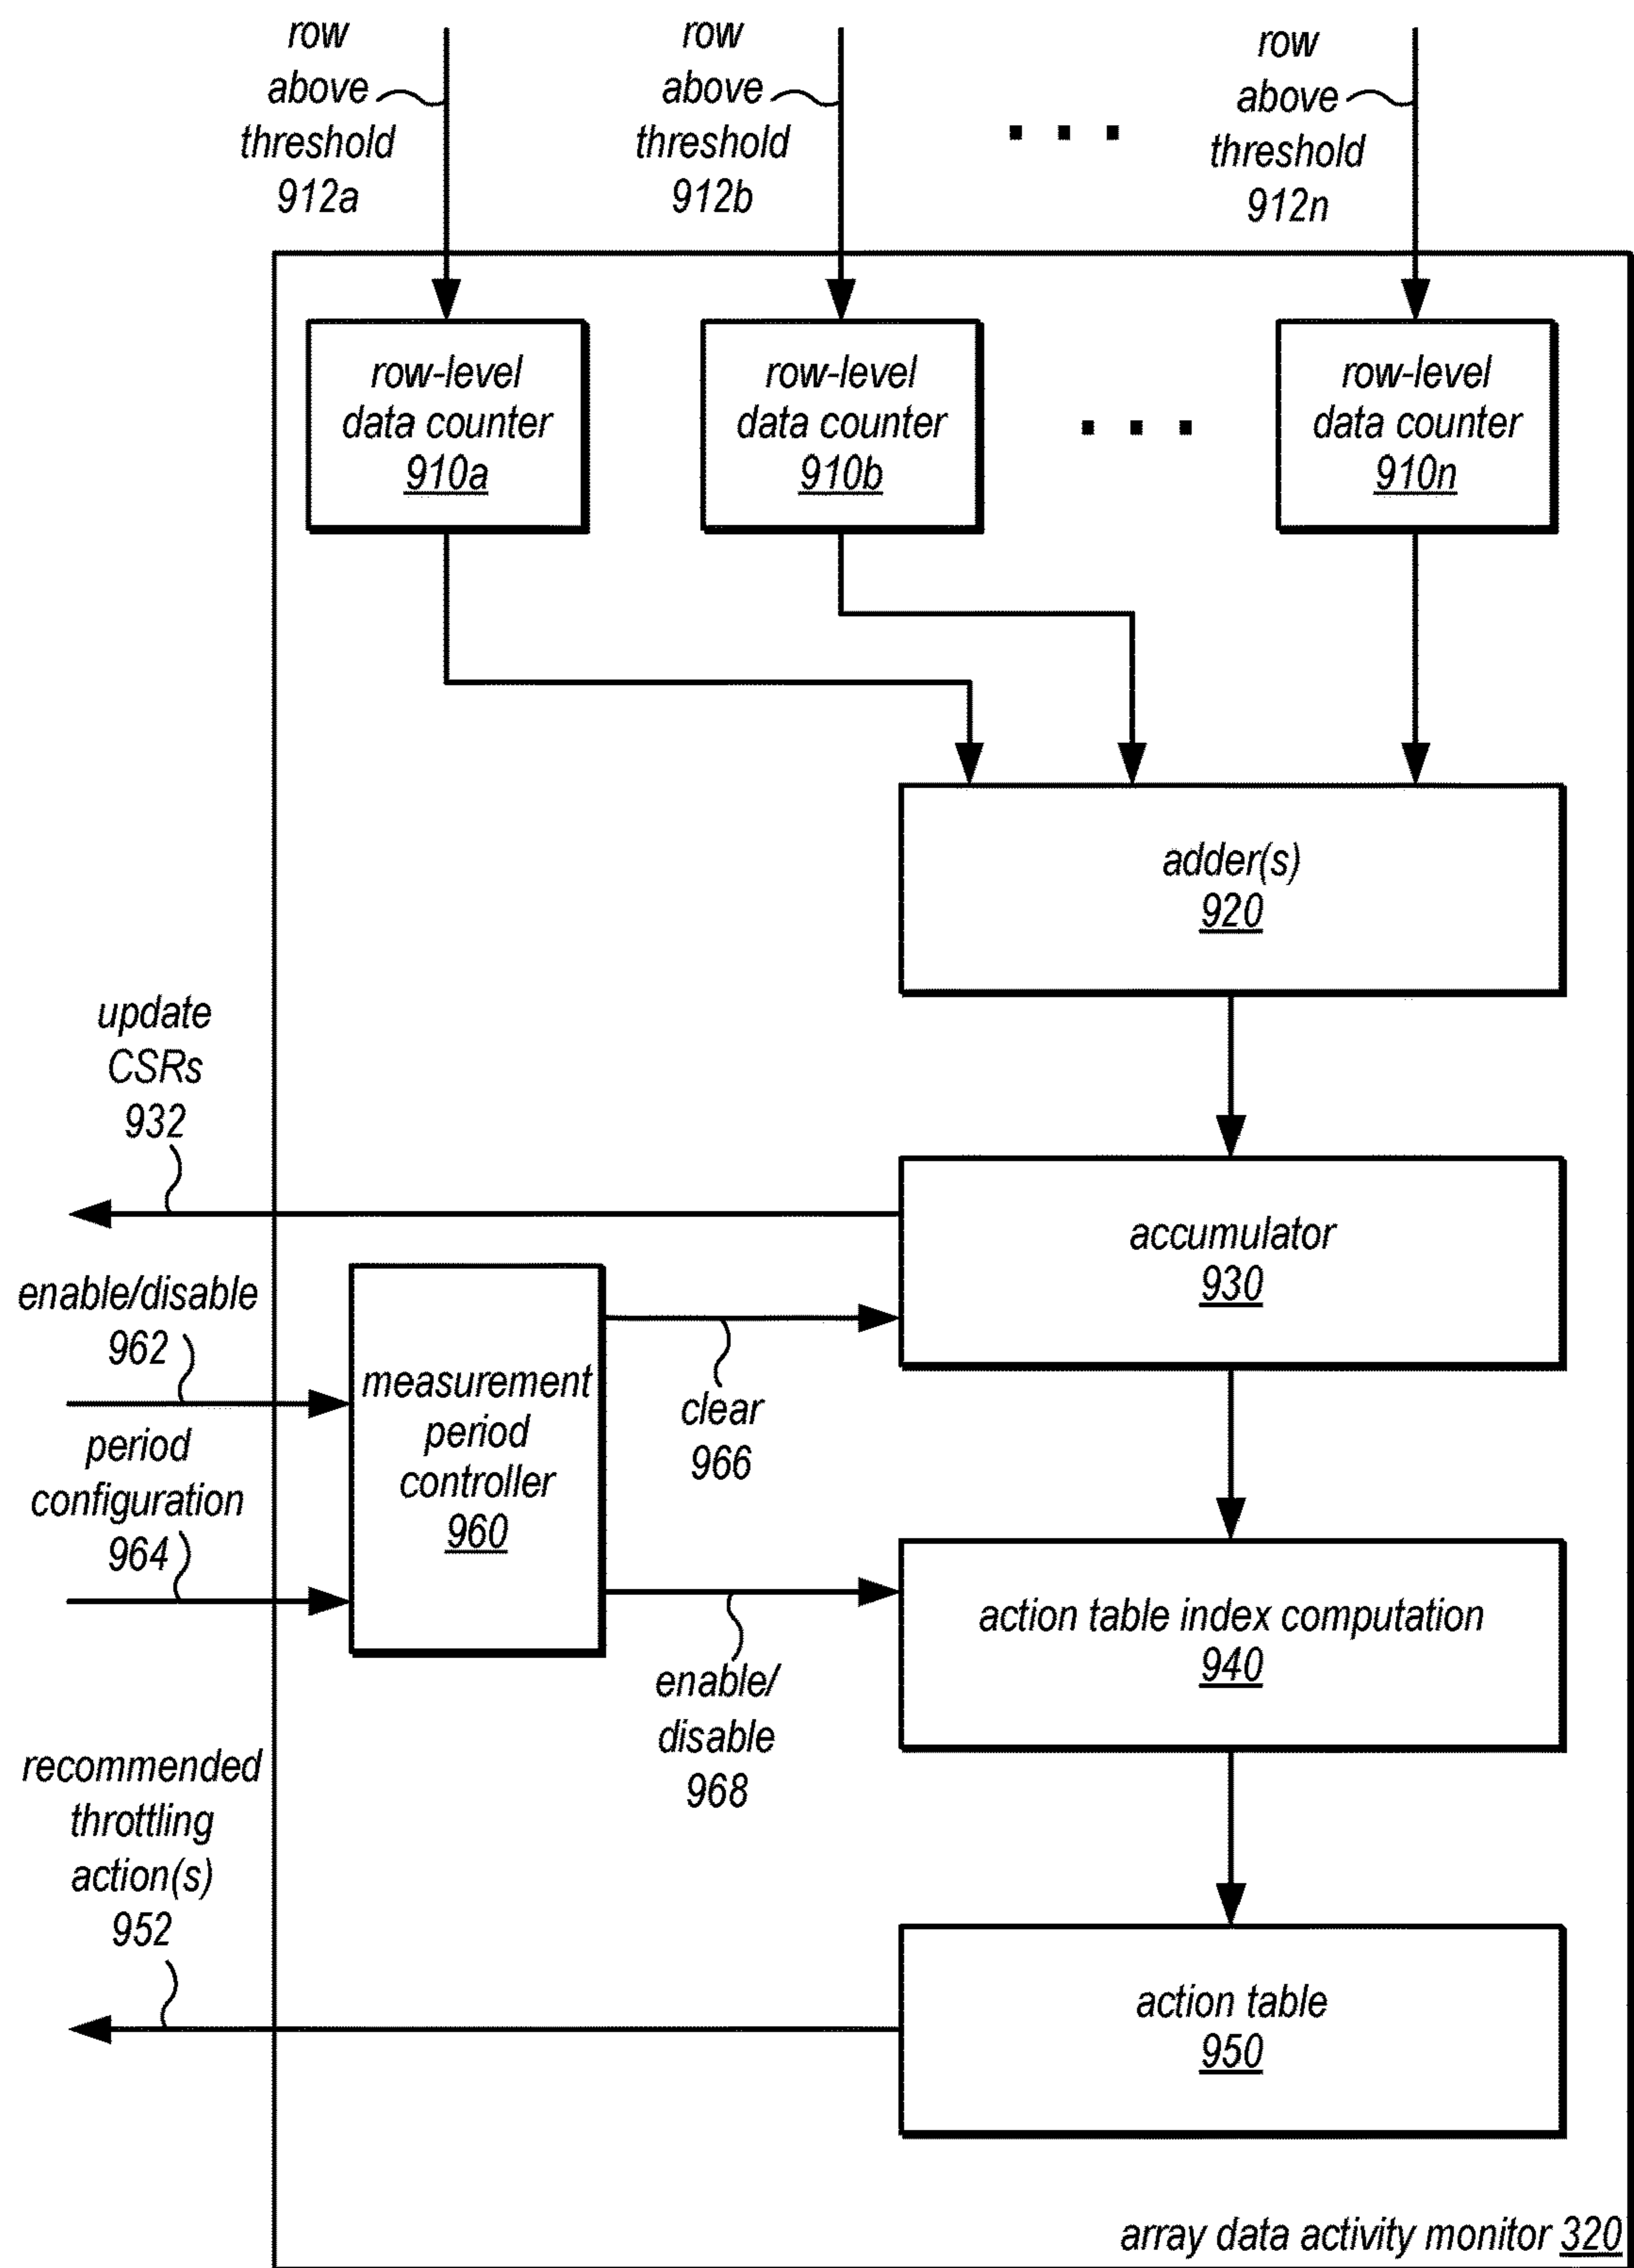 row
above
threshold
912a
row
above
threshold
912b
. . .
row
above
threshold
912n
row-level
data counter
910a
row-level
data counter
910b
. . .
row-level
data counter
910n
adder(s)
920
update
CSRs
932
accumulator
930
enable/disable
962
measurement
period
controller
960
clear
966
period
configuration
964
action table index computation
940
enable/
disable
968
recommended
throttling
action(s)
952
action table
950
array data activity monitor 320